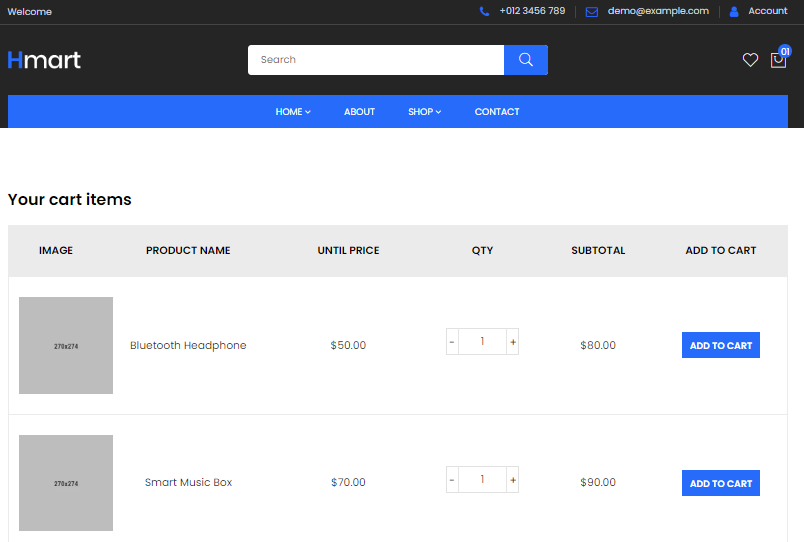 Welcome
+012 3456 789
demo@example.com
Account
Hmart
Search
01
HOME
ABOUT
SHOP
CONTACT
Your cart items
IMAGE PRODUCT NAME UNTIL PRICE QTY SUBTOTAL ADD TO CART
270x274 Bluetooth Headphone $50.00 - 1 + $80.00 ADD TO CART
270x274 Smart Music Box $70.00 - 1 + $90.00 ADD TO CART